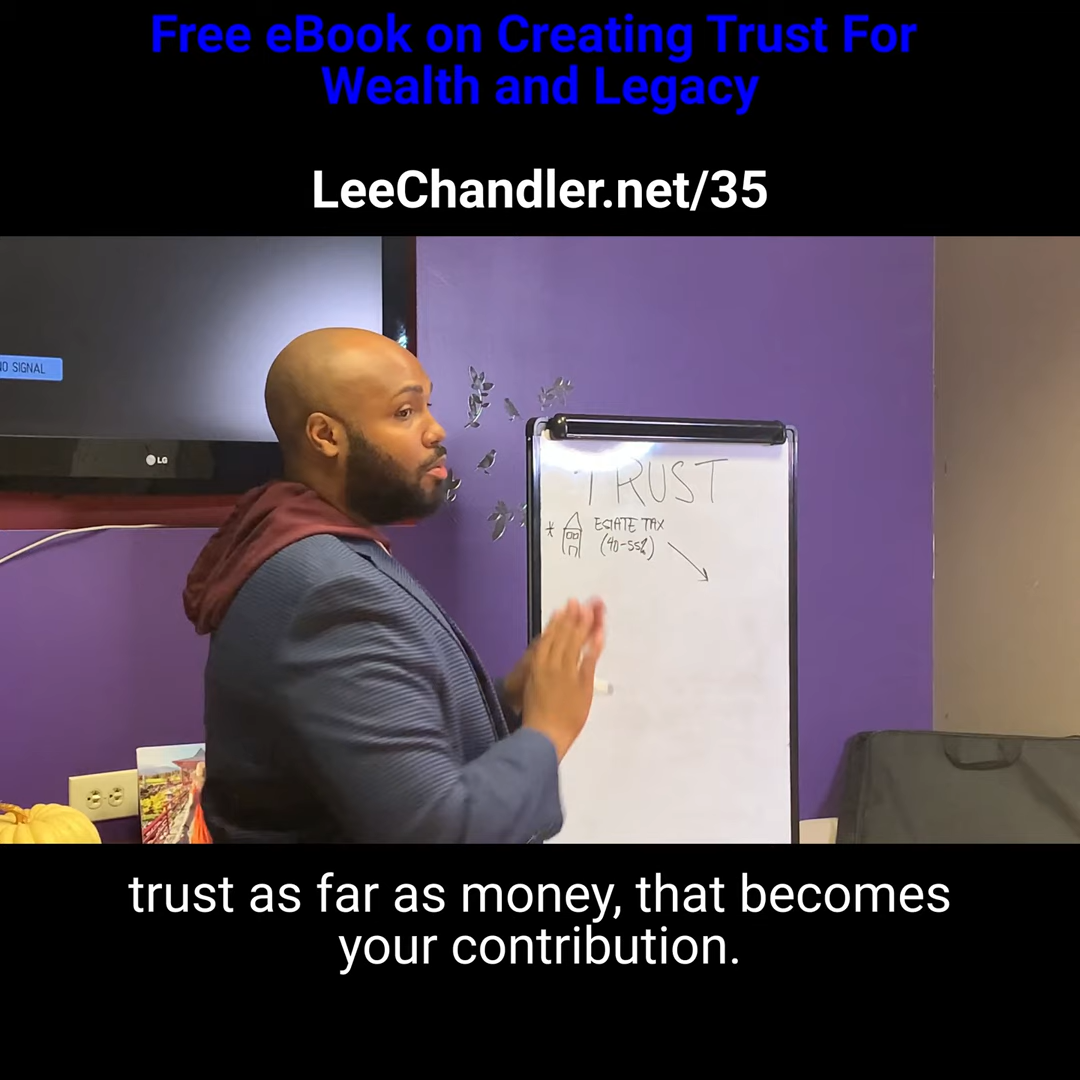 Free eBook on Creating Trust For
Wealth and Legacy
LeeChandler.net/35
NO SIGNAL
LG
TRUST
* ESTATE TAX
(40-55%)
trust as far as money, that becomes
your contribution.